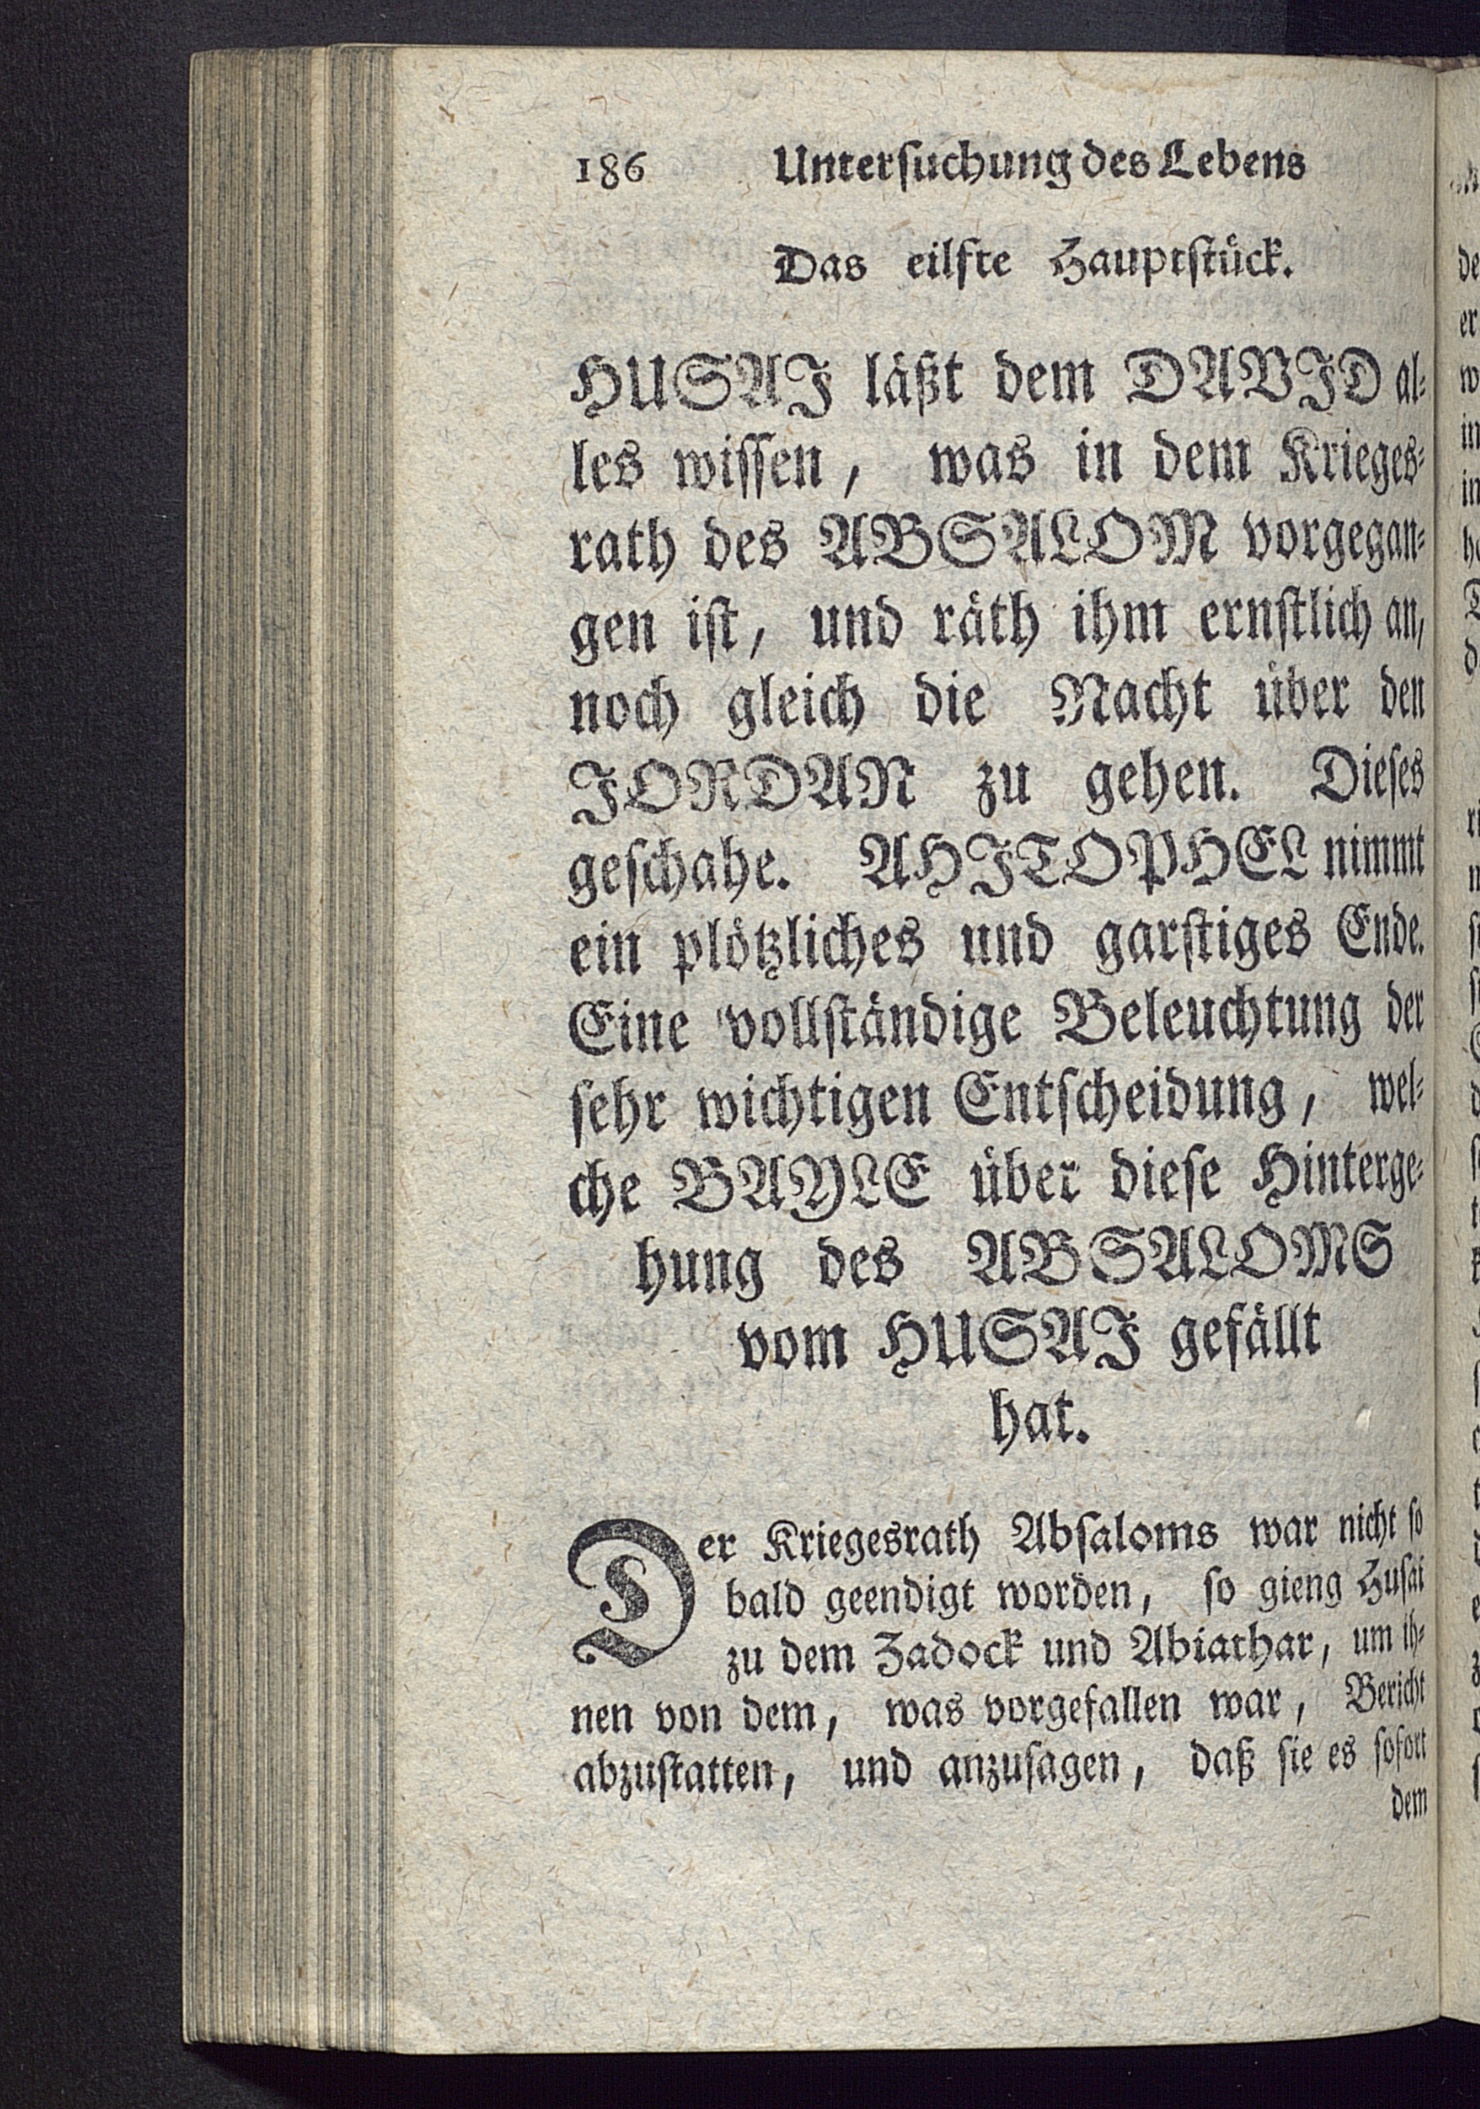 186 Untersuchung des Lebens
Das eilfte Hauptstück.
HUSAJ läßt dem DAVJD al-
les wissen, was in dem Krieges-
rath des ABSALOM vorgegan-
gen ist, und räth ihm ernstlich an,
noch gleich die Nacht über den
JORDAN zu gehen. Dieses
geschahe. AHJTOPHEL nimmt
ein plötzliches und garstiges Ende.
Eine vollständige Beleuchtung der
sehr wichtigen Entscheidung, wel-
che BAYLE über diese Hinterge-
hung des ABSALOMS
vom HUSAJ gefällt
hat.
Der Kriegesrath Absaloms war nicht so
bald geendigt worden, so gieng Husai
zu dem Zadock und Abiathar, um ih-
nen von dem, was vorgefallen war, Bericht
abzustatten, und anzusagen, daß sie es sofort
dem